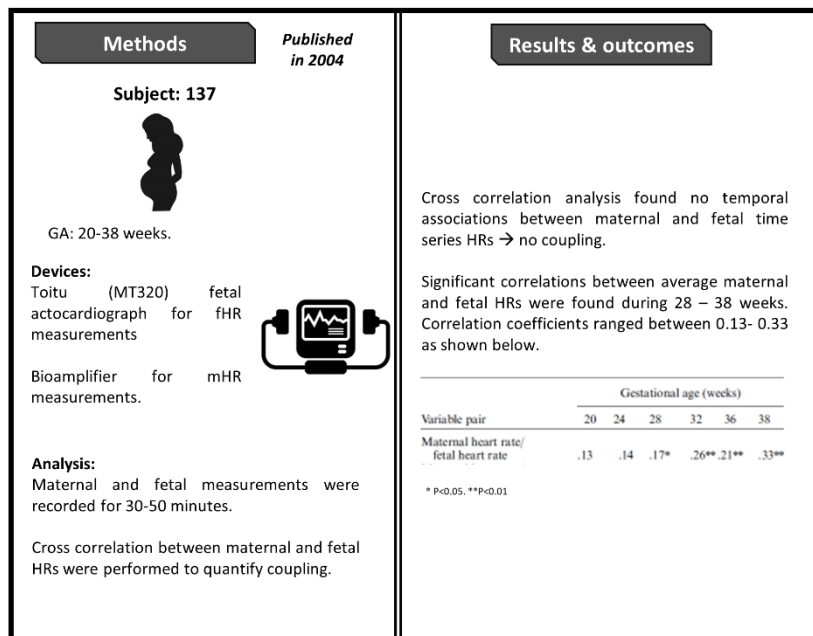 Methods
Published
in 2004
Subject: 137
GA: 20-38 weeks.
Devices:
Toitu (MT320) fetal
actocardiograph for fHR
measurements
Bioamplifier for mHR
measurements.
Analysis:
Maternal and fetal measurements were
recorded for 30-50 minutes.
Cross correlation between maternal and fetal
HRs were performed to quantify coupling.
Results & outcomes
Cross correlation analysis found no temporal
associations between maternal and fetal time
series HRs → no coupling.
Significant correlations between average maternal
and fetal HRs were found during 28 – 38 weeks.
Correlation coefficients ranged between 0.13- 0.33
as shown below.
Gestational age (weeks)
Variable pair 20 24 28 32 36 38
Maternal heart rate/
fetal heart rate .13 .14 .17* .26** .21** .33**
* P<0.05. **P<0.01